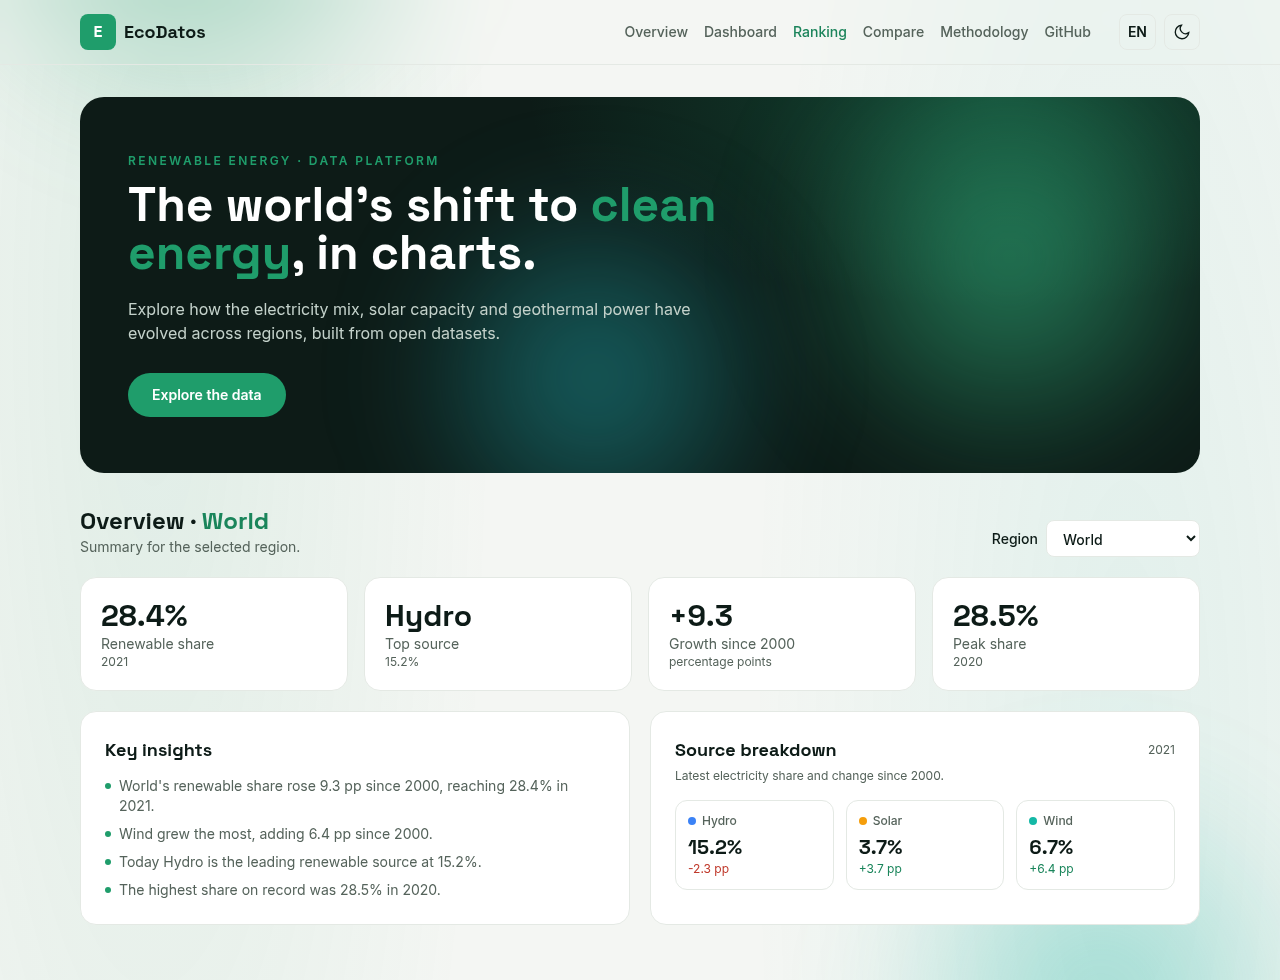 E EcoDatos Overview Dashboard Ranking Compare Methodology GitHub EN
RENEWABLE ENERGY · DATA PLATFORM
The world’s shift to clean
energy, in charts.
Explore how the electricity mix, solar capacity and geothermal power have
evolved across regions, built from open datasets.
Explore the data
Overview · World
Summary for the selected region.
Region World
28.4%
Renewable share
2021
Hydro
Top source
15.2%
+9.3
Growth since 2000
percentage points
28.5%
Peak share
2020
Key insights
World's renewable share rose 9.3 pp since 2000, reaching 28.4% in
2021.
Wind grew the most, adding 6.4 pp since 2000.
Today Hydro is the leading renewable source at 15.2%.
The highest share on record was 28.5% in 2020.
Source breakdown 2021
Latest electricity share and change since 2000.
Hydro
15.2%
-2.3 pp
Solar
3.7%
+3.7 pp
Wind
6.7%
+6.4 pp